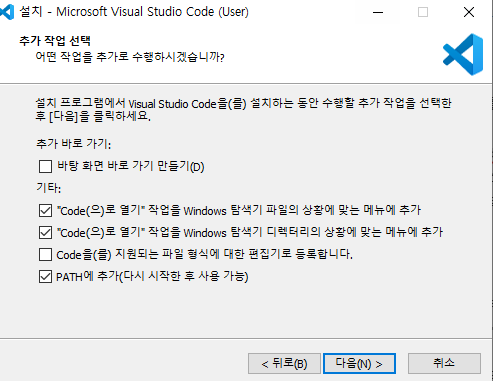 설치 - Microsoft Visual Studio Code (User)
추가 작업 선택
어떤 작업을 추가로 수행하시겠습니까?
설치 프로그램에서 Visual Studio Code을(를) 설치하는 동안 수행할 추가 작업을 선택한
후 [다음]을 클릭하세요.
추가 바로 가기:
바탕 화면 바로 가기 만들기(D)
기타:
"Code(으)로 열기" 작업을 Windows 탐색기 파일의 상황에 맞는 메뉴에 추가
"Code(으)로 열기" 작업을 Windows 탐색기 디렉터리의 상황에 맞는 메뉴에 추가
Code을(를) 지원되는 파일 형식에 대한 편집기로 등록합니다.
PATH에 추가(다시 시작한 후 사용 가능)
< 뒤로(B) 다음(N) > 취소